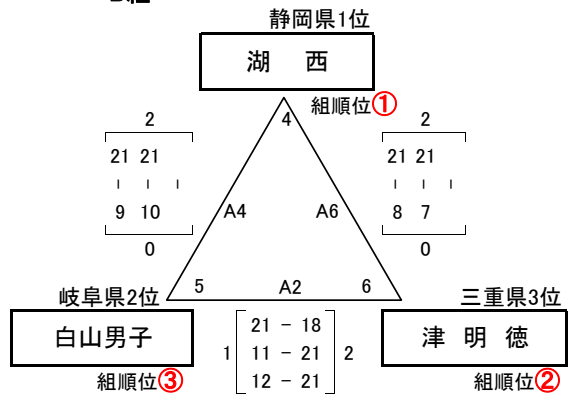 静岡県1位
湖 西
組順位①
2
21 21
9 10
0
2
21 21
8 7
0
4
A4
A6
5
A2
6
岐阜県2位
白山男子
組順位③
三重県3位
津 明 徳
組順位②
1
21 - 18
11 - 21
12 - 21
2